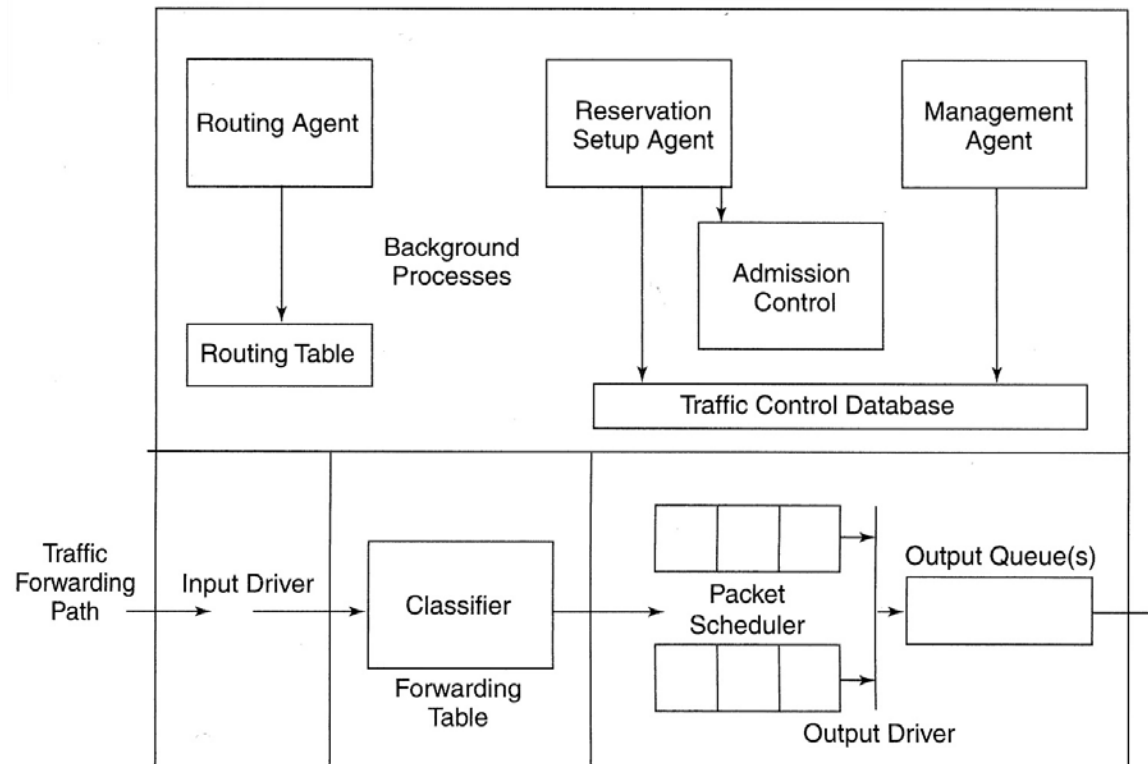 Routing Agent
Reservation
Setup Agent
Management
Agent
Background
Processes
Admission
Control
Routing Table
Traffic Control Database
Traffic
Forwarding
Path
Input Driver
Classifier
Forwarding
Table
Packet
Scheduler
Output Queue(s)
Output Driver